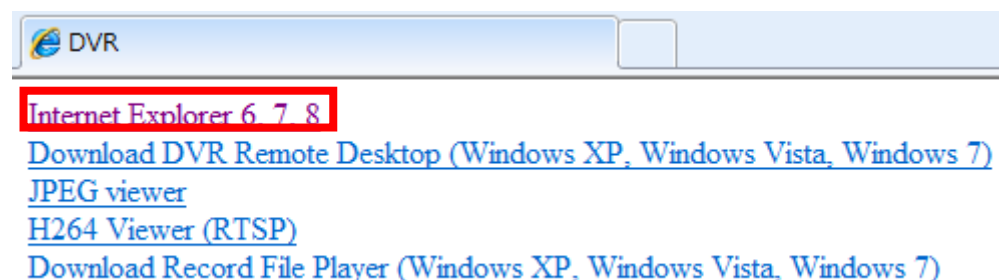 DVR
Internet Explorer 6, 7, 8
Download DVR Remote Desktop (Windows XP, Windows Vista, Windows 7)
JPEG viewer
H264 Viewer (RTSP)
Download Record File Player (Windows XP, Windows Vista, Windows 7)